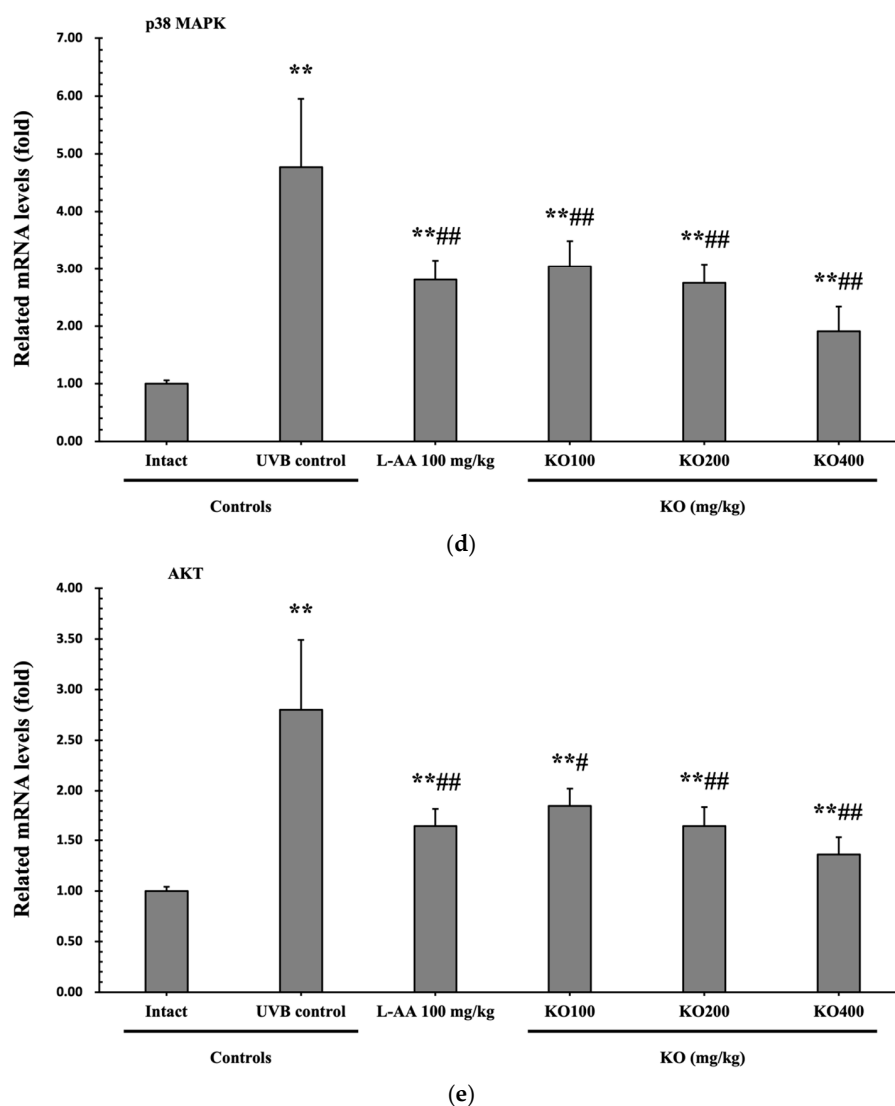 p38 MAPK
Related mRNA levels (fold)
7.00
6.00
5.00
4.00
3.00
2.00
1.00
0.00
**
**##
**##
**##
**##
Intact UVB control L-AA 100 mg/kg KO100 KO200 KO400
Controls KO (mg/kg)
(d)
AKT
Related mRNA levels (fold)
4.00
3.50
3.00
2.50
2.00
1.50
1.00
0.50
0.00
**
**##
**#
**##
**##
Intact UVB control L-AA 100 mg/kg KO100 KO200 KO400
Controls KO (mg/kg)
(e)